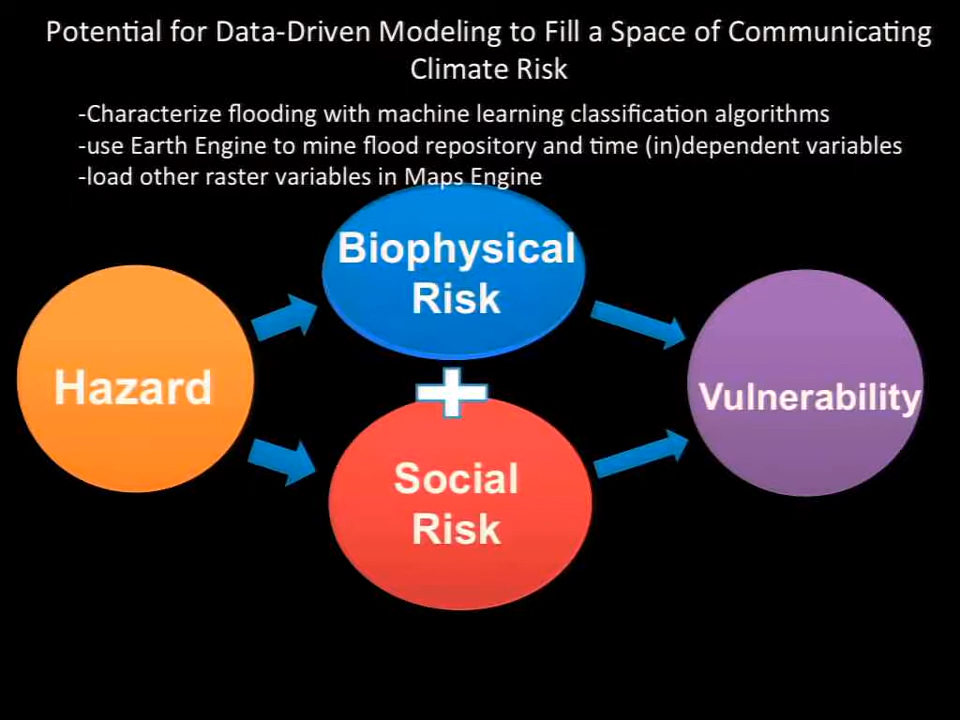 Potential for Data-Driven Modeling to Fill a Space of Communicating
Climate Risk
-Characterize flooding with machine learning classification algorithms
-use Earth Engine to mine flood repository and time (in)dependent variables
-load other raster variables in Maps Engine
Biophysical
Risk
Hazard
Vulnerability
Social
Risk